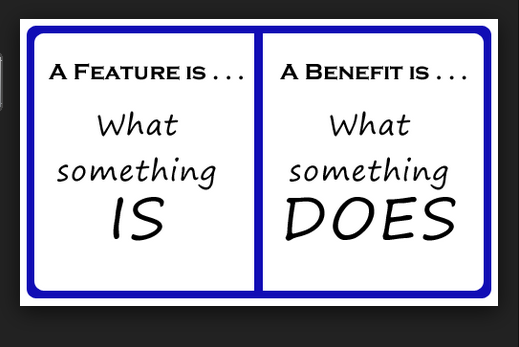 A FEATURE IS . . .
What
something
IS
A BENEFIT IS . . .
What
something
DOES